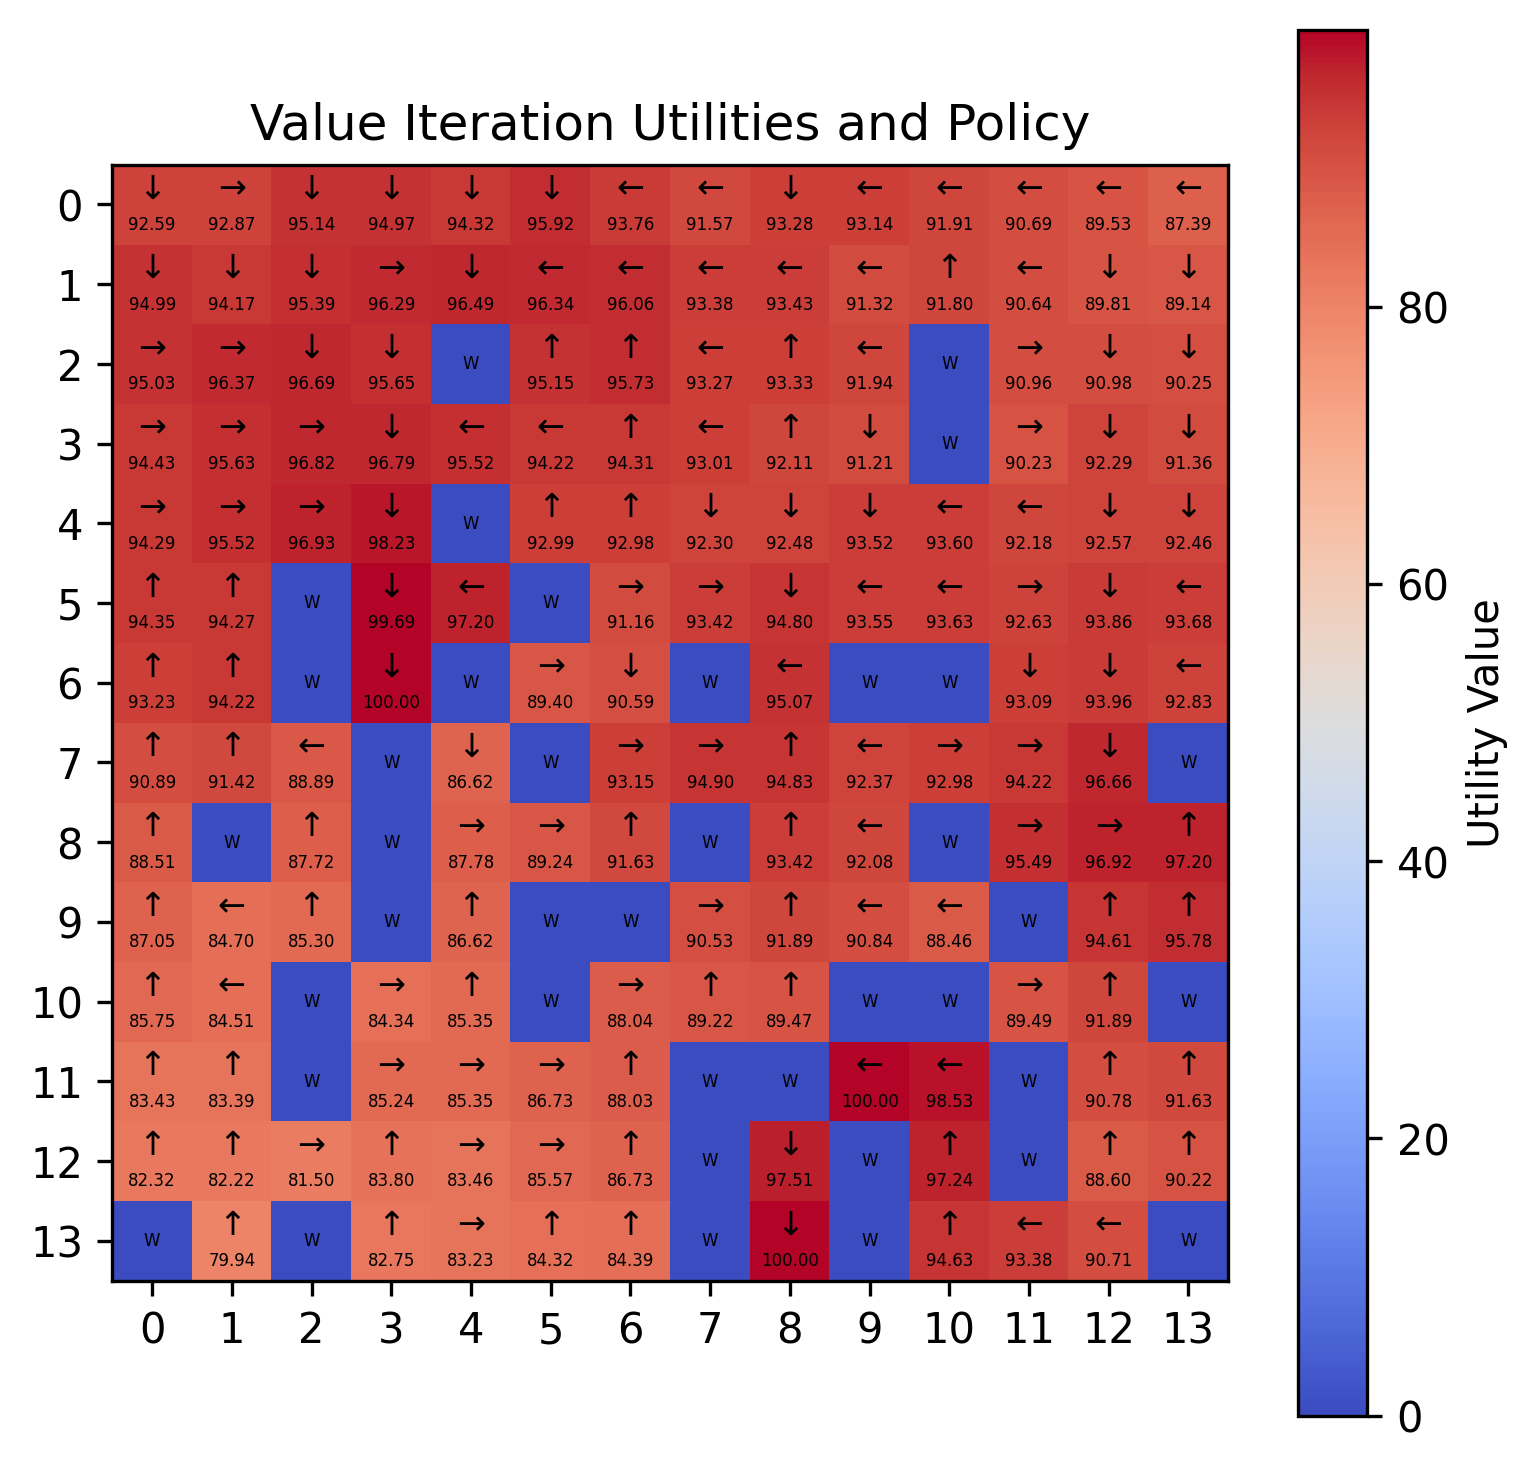 Value Iteration Utilities and Policy
0 ↓ → ↓ ↓ ↓ ↓ ← ← ↓ ← ← ← ← ←
92.59 92.87 95.14 94.97 94.32 95.92 93.76 91.57 93.28 93.14 91.91 90.69 89.53 87.39
1 ↓ ↓ ↓ → ↓ ← ← ← ← ← ↑ ← ↓ ↓
94.99 94.17 95.39 96.29 96.49 96.34 96.06 93.38 93.43 91.32 91.80 90.64 89.81 89.14
2 → → ↓ ↓ W ↑ ↑ ← ↑ ← W → ↓ ↓
95.03 96.37 96.69 95.65 95.15 95.73 93.27 93.33 91.94 90.96 90.98 90.25
3 → → → ↓ ← ← ↑ ← ↑ ↓ W → ↓ ↓
94.43 95.63 96.82 96.79 95.52 94.22 94.31 93.01 92.11 91.21 90.23 92.29 91.36
4 → → → ↓ W ↑ ↑ ↓ ↓ ↓ ← ← ↓ ↓
94.29 95.52 96.93 98.23 92.99 92.98 92.30 92.48 93.52 93.60 92.18 92.57 92.46
5 ↑ ↑ W ↓ ← W → → ↓ ← ← → ↓ ←
94.35 94.27 99.69 97.20 91.16 93.42 94.80 93.55 93.63 92.63 93.86 93.68
6 ↑ ↑ W ↓ W → ↓ W ← W W ↓ ↓ ←
93.23 94.22 100.00 89.40 90.59 95.07 93.09 93.96 92.83
7 ↑ ↑ ← W ↓ W → → ↑ ← → → ↓ W
90.89 91.42 88.89 86.62 93.15 94.90 94.83 92.37 92.98 94.22 96.66
8 ↑ W ↑ W → → ↑ W ↑ ← W → → ↑
88.51 87.72 87.78 89.24 91.63 93.42 92.08 95.49 96.92 97.20
9 ↑ ← ↑ W ↑ W W → ↑ ← ← W ↑ ↑
87.05 84.70 85.30 86.62 90.53 91.89 90.84 88.46 94.61 95.78
10 ↑ ← W → ↑ W → ↑ ↑ W W → ↑ W
85.75 84.51 84.34 85.35 88.04 89.22 89.47 89.49 91.89
11 ↑ ↑ W → → → ↑ W W ← ← W ↑ ↑
83.43 83.39 85.24 85.35 86.73 88.03 100.00 98.53 90.78 91.63
12 ↑ ↑ → ↑ → → ↑ W ↓ W ↑ W ↑ ↑
82.32 82.22 81.50 83.80 83.46 85.57 86.73 97.51 97.24 88.60 90.22
13 W ↑ W ↑ → ↑ ↑ W ↓ W ↑ ← ← W
79.94 82.75 83.23 84.32 84.39 100.00 94.63 93.38 90.71
0 1 2 3 4 5 6 7 8 9 10 11 12 13
80
60
40
20
0
Utility Value